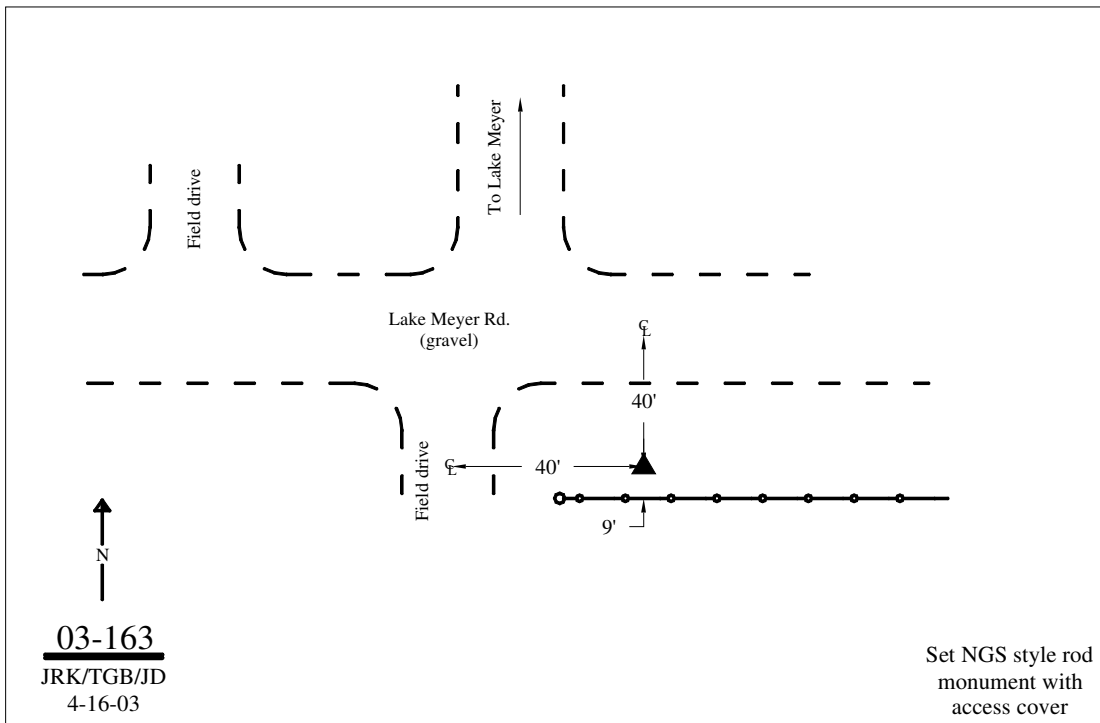 To Lake Meyer
Field drive
Lake Meyer Rd.
(gravel)
℄
40'
℄
40'
Field drive
9'
N
03-163
JRK/TGB/JD
4-16-03
Set NGS style rod
monument with
access cover